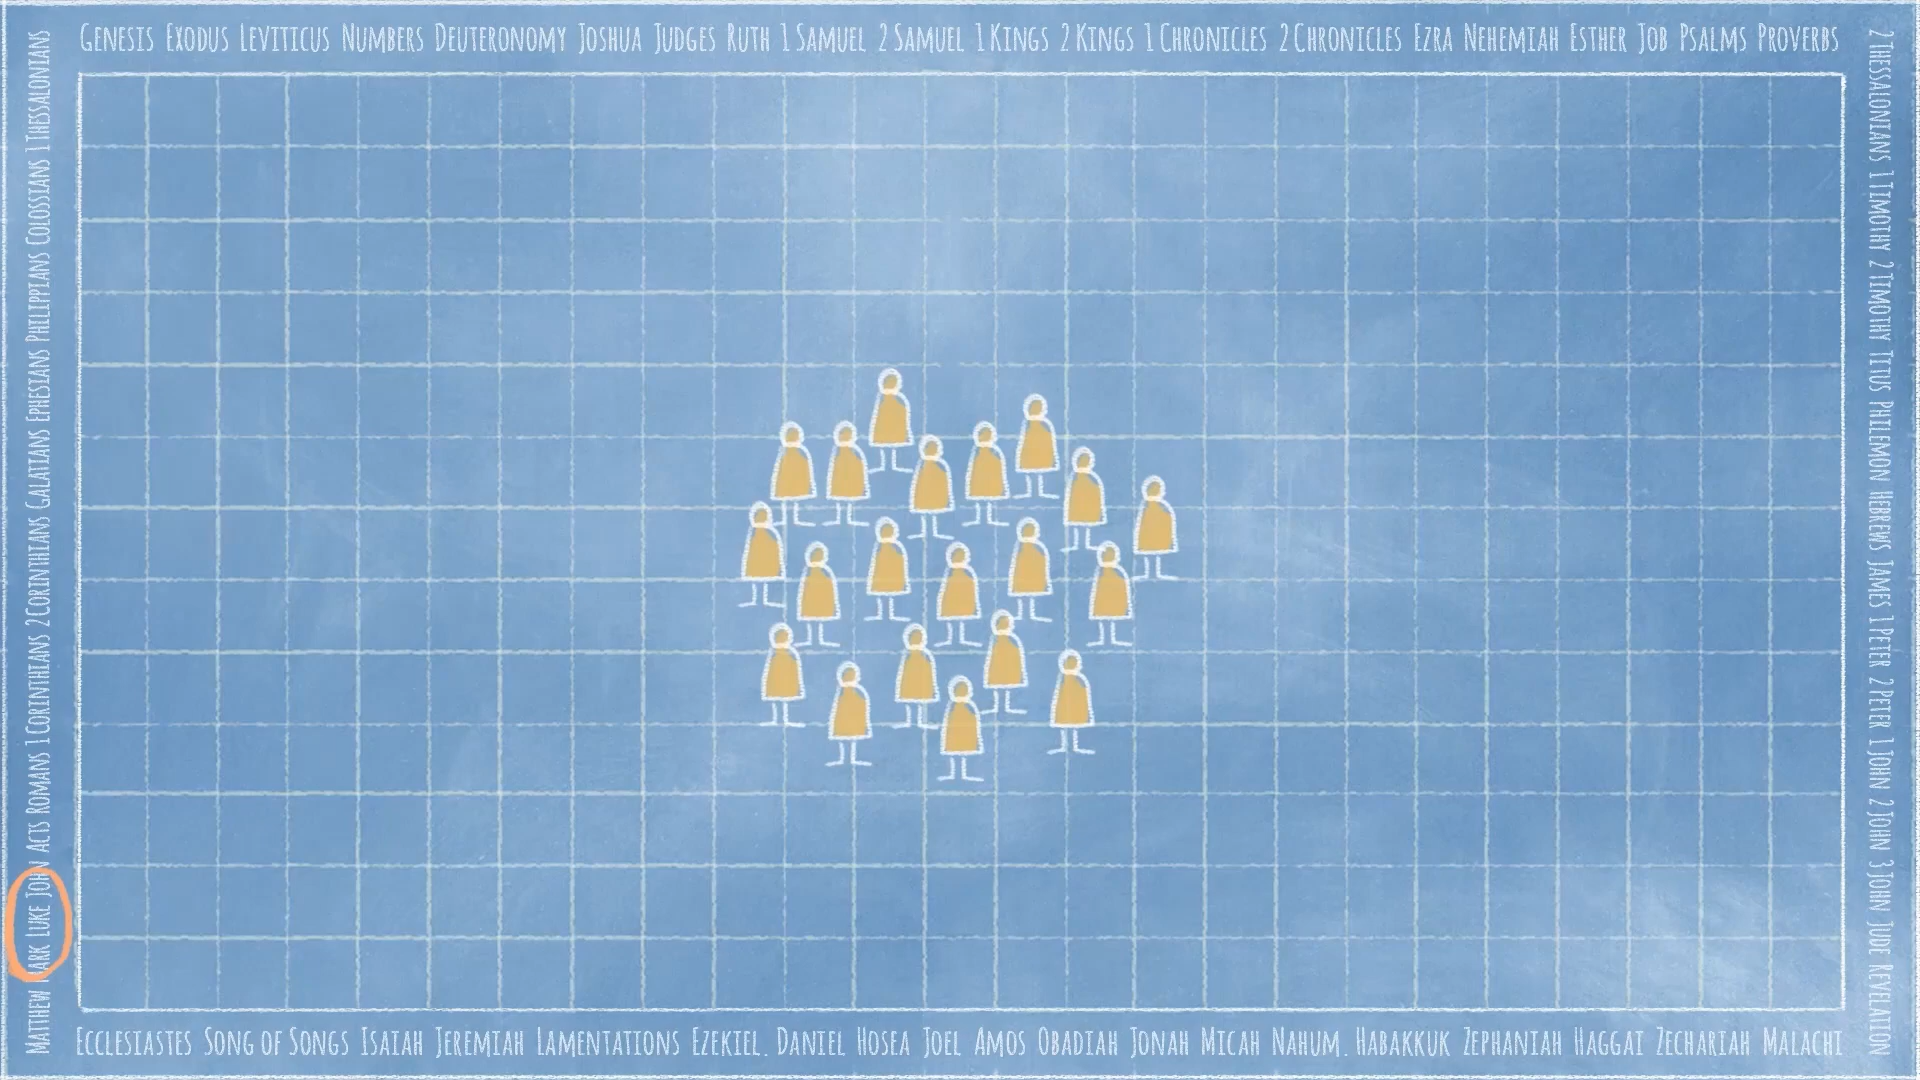 Genesis Exodus Leviticus Numbers Deuteronomy Joshua Judges Ruth 1 Samuel 2 Samuel 1 Kings 2 Kings 1 Chronicles 2 Chronicles Ezra Nehemiah Esther Job Psalms Proverbs
Ecclesiastes Song of Songs Isaiah Jeremiah Lamentations Ezekiel. Daniel Hosea Joel Amos Obadiah Jonah Micah Nahum. Habakkuk Zephaniah Haggai Zechariah Malachi
Matthew Mark Luke John Acts Romans 1 Corinthians 2 Corinthians Galatians Ephesians Philippians Colossians 1 Thessalonians
2 Thessalonians 1 Timothy 2 Timothy Titus Philemon Hebrews James 1 Peter 2 Peter 1 John 2 John 3 John Jude Revelation